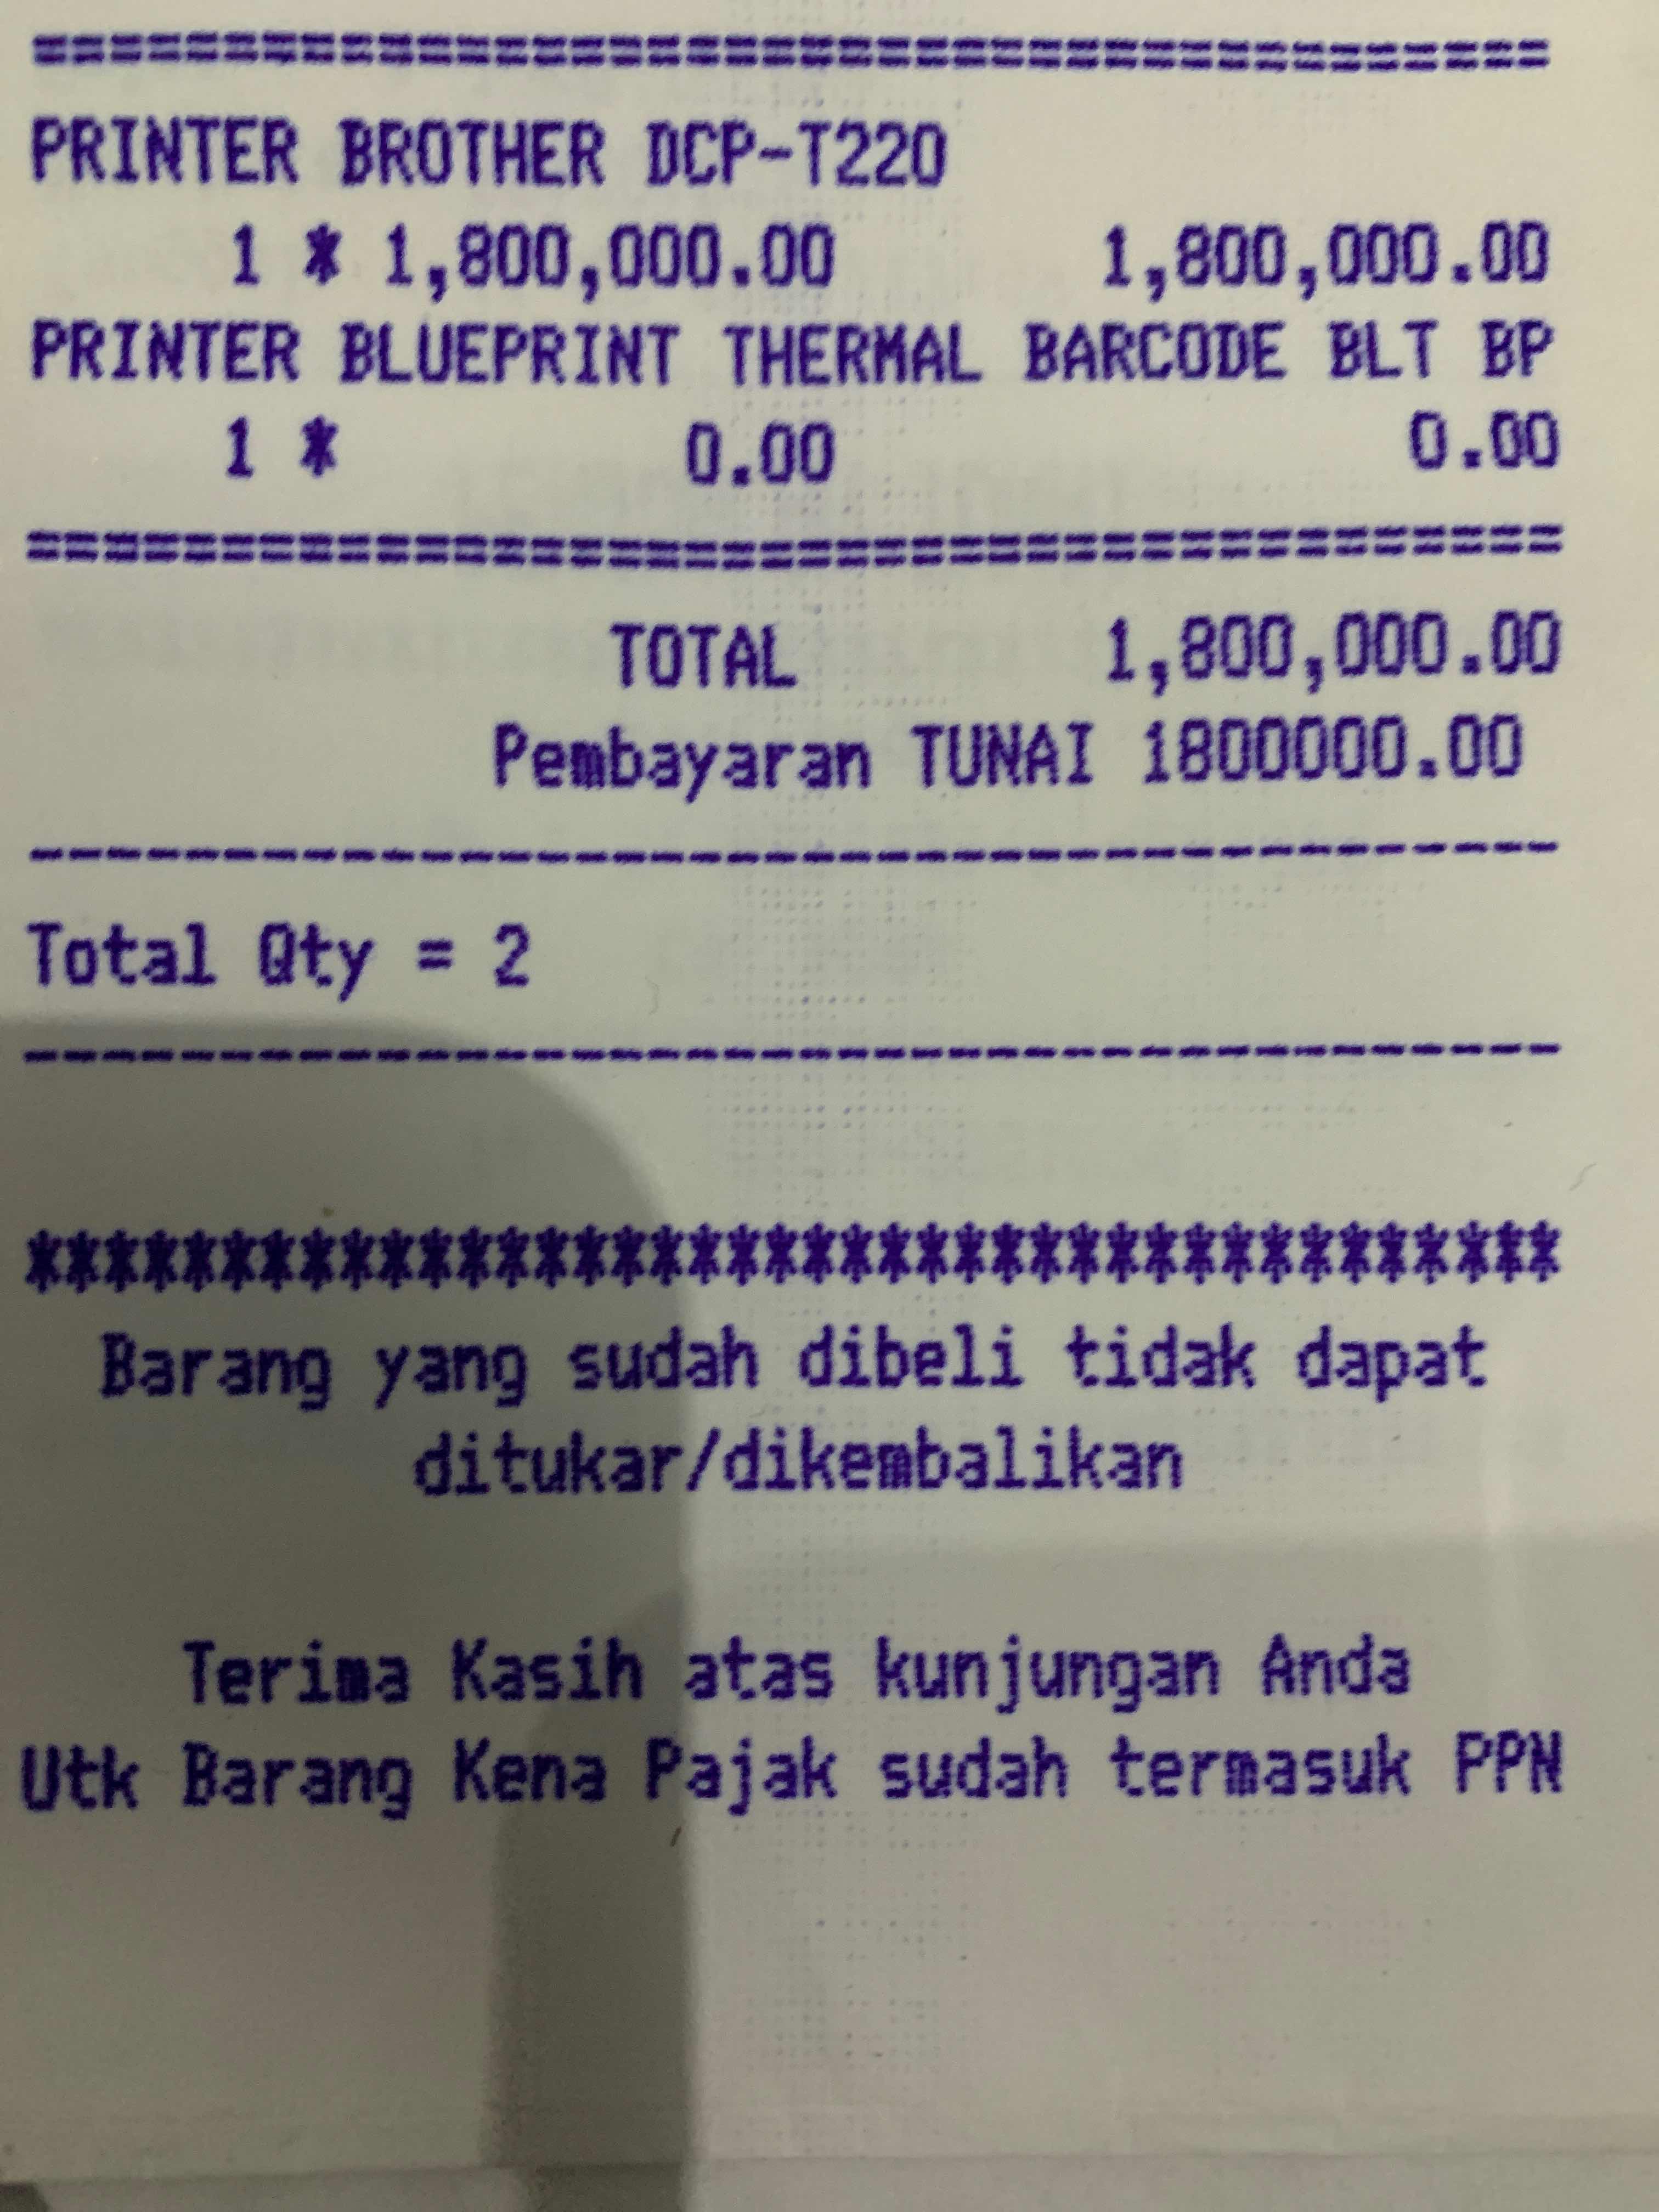 ========================================
PRINTER BROTHER DCP-T220
1 * 1,800,000.00 1,800,000.00
PRINTER BLUEPRINT THERMAL BARCODE BLT BP
1 * 0.00 0.00
========================================
TOTAL 1,800,000.00
Pembayaran TUNAI 1800000.00
----------------------------------------
Total Qty = 2
----------------------------------------
****************************************
Barang yang sudah dibeli tidak dapat
ditukar/dikembalikan
Terima Kasih atas kunjungan Anda
Utk Barang Kena Pajak sudah termasuk PPN